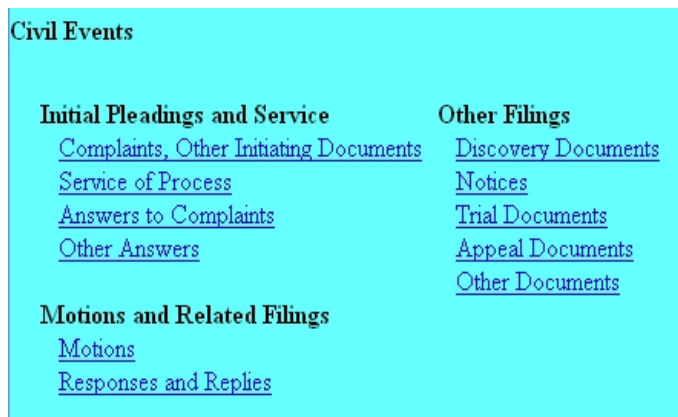 Civil Events
Initial Pleadings and Service
Complaints, Other Initiating Documents
Service of Process
Answers to Complaints
Other Answers
Motions and Related Filings
Motions
Responses and Replies
Other Filings
Discovery Documents
Notices
Trial Documents
Appeal Documents
Other Documents